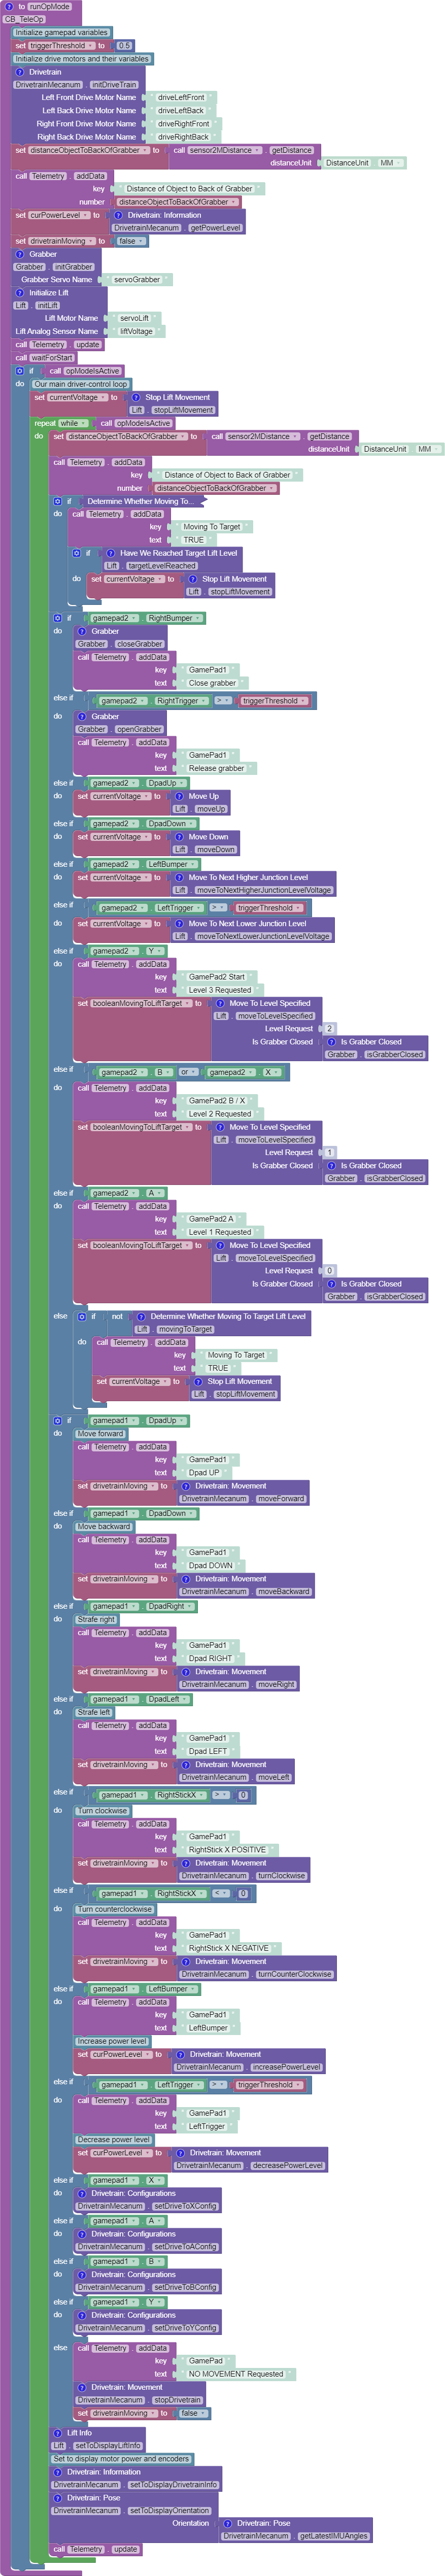 to runOpMode
CB_TeleOp
Initialize gamepad variables
set triggerThreshold to 0.5
Initialize drive motors and their variables
Drivetrain
DrivetrainMecanum . initDriveTrain
Left Front Drive Motor Name " driveLeftFront "
Left Back Drive Motor Name " driveLeftBack "
Right Front Drive Motor Name " driveRightFront "
Right Back Drive Motor Name " driveRightBack "
set distanceObjectToBackOfGrabber to call sensor2MDistance . getDistance
distanceUnit DistanceUnit . MM
call Telemetry . addData
key " Distance of Object to Back of Grabber "
number distanceObjectToBackOfGrabber
set curPowerLevel to Drivetrain: Information
DrivetrainMecanum . getPowerLevel
set drivetrainMoving to false
Grabber
Grabber . initGrabber
Grabber Servo Name " servoGrabber "
Initialize Lift
Lift . initLift
Lift Motor Name " servoLift "
Lift Analog Sensor Name " liftVoltage "
call Telemetry . update
call waitForStart
if call opModeIsActive
do Our main driver-control loop
set currentVoltage to Stop Lift Movement
Lift . stopLiftMovement
repeat while call opModeIsActive
do set distanceObjectToBackOfGrabber to call sensor2MDistance . getDistance
distanceUnit DistanceUnit . MM
call Telemetry . addData
key " Distance of Object to Back of Grabber "
number distanceObjectToBackOfGrabber
if Determine Whether Moving To...
do call Telemetry . addData
key " Moving To Target "
text " TRUE "
if Have We Reached Target Lift Level
Lift . targetLevelReached
do set currentVoltage to Stop Lift Movement
Lift . stopLiftMovement
if gamepad2 . RightBumper
do Grabber
Grabber . closeGrabber
call Telemetry . addData
key " GamePad1 "
text " Close grabber "
else if gamepad2 . RightTrigger > triggerThreshold
do Grabber
Grabber . openGrabber
call Telemetry . addData
key " GamePad1 "
text " Release grabber "
else if gamepad2 . DpadUp
do set currentVoltage to Move Up
Lift . moveUp
else if gamepad2 . DpadDown
do set currentVoltage to Move Down
Lift . moveDown
else if gamepad2 . LeftBumper
do set currentVoltage to Move To Next Higher Junction Level
Lift . moveToNextHigherJunctionLevelVoltage
else if gamepad2 . LeftTrigger > triggerThreshold
do set currentVoltage to Move To Next Lower Junction Level
Lift . moveToNextLowerJunctionLevelVoltage
else if gamepad2 . Y
do call Telemetry . addData
key " GamePad2 Start "
text " Level 3 Requested "
set booleanMovingToLiftTarget to Move To Level Specified
Lift . moveToLevelSpecified
Level Request 2
Is Grabber Closed Is Grabber Closed
Grabber . isGrabberClosed
else if gamepad2 . B or gamepad2 . X
do call Telemetry . addData
key " GamePad2 B / X "
text " Level 2 Requested "
set booleanMovingToLiftTarget to Move To Level Specified
Lift . moveToLevelSpecified
Level Request 1
Is Grabber Closed Is Grabber Closed
Grabber . isGrabberClosed
else if gamepad2 . A
do call Telemetry . addData
key " GamePad2 A "
text " Level 1 Requested "
set booleanMovingToLiftTarget to Move To Level Specified
Lift . moveToLevelSpecified
Level Request 0
Is Grabber Closed Is Grabber Closed
Grabber . isGrabberClosed
else if not Determine Whether Moving To Target Lift Level
Lift . movingToTarget
do call Telemetry . addData
key " Moving To Target "
text " TRUE "
set currentVoltage to Stop Lift Movement
Lift . stopLiftMovement
if gamepad1 . DpadUp
do Move forward
call Telemetry . addData
key " GamePad1 "
text " Dpad UP "
set drivetrainMoving to Drivetrain: Movement
DrivetrainMecanum . moveForward
else if gamepad1 . DpadDown
do Move backward
call Telemetry . addData
key " GamePad1 "
text " Dpad DOWN "
set drivetrainMoving to Drivetrain: Movement
DrivetrainMecanum . moveBackward
else if gamepad1 . DpadRight
do Strafe right
call Telemetry . addData
key " GamePad1 "
text " Dpad RIGHT "
set drivetrainMoving to Drivetrain: Movement
DrivetrainMecanum . moveRight
else if gamepad1 . DpadLeft
do Strafe left
call Telemetry . addData
key " GamePad1 "
text " Dpad LEFT "
set drivetrainMoving to Drivetrain: Movement
DrivetrainMecanum . moveLeft
else if gamepad1 . RightStickX > 0
do Turn clockwise
call Telemetry . addData
key " GamePad1 "
text " RightStick X POSITIVE "
set drivetrainMoving to Drivetrain: Movement
DrivetrainMecanum . turnClockwise
else if gamepad1 . RightStickX < 0
do Turn counterclockwise
call Telemetry . addData
key " GamePad1 "
text " RightStick X NEGATIVE "
set drivetrainMoving to Drivetrain: Movement
DrivetrainMecanum . turnCounterClockwise
else if gamepad1 . LeftBumper
do call Telemetry . addData
key " GamePad1 "
text " LeftBumper "
Increase power level
set curPowerLevel to Drivetrain: Movement
DrivetrainMecanum . increasePowerLevel
else if gamepad1 . LeftTrigger > triggerThreshold
do call Telemetry . addData
key " GamePad1 "
text " LeftTrigger "
Decrease power level
set curPowerLevel to Drivetrain: Movement
DrivetrainMecanum . decreasePowerLevel
else if gamepad1 . X
do Drivetrain: Configurations
DrivetrainMecanum . setDriveToXConfig
else if gamepad1 . A
do Drivetrain: Configurations
DrivetrainMecanum . setDriveToAConfig
else if gamepad1 . B
do Drivetrain: Configurations
DrivetrainMecanum . setDriveToBConfig
else if gamepad1 . Y
do Drivetrain: Configurations
DrivetrainMecanum . setDriveToYConfig
else call Telemetry . addData
key " GamePad "
text " NO MOVEMENT Requested "
Drivetrain: Movement
DrivetrainMecanum . stopDrivetrain
set drivetrainMoving to false
Lift Info
Lift . setToDisplayLiftInfo
Set to display motor power and encoders
Drivetrain: Information
DrivetrainMecanum . setToDisplayDrivetrainInfo
Drivetrain: Pose
DrivetrainMecanum . setToDisplayOrientation
Orientation Drivetrain: Pose
DrivetrainMecanum . getLatestIMUAngles
call Telemetry . update